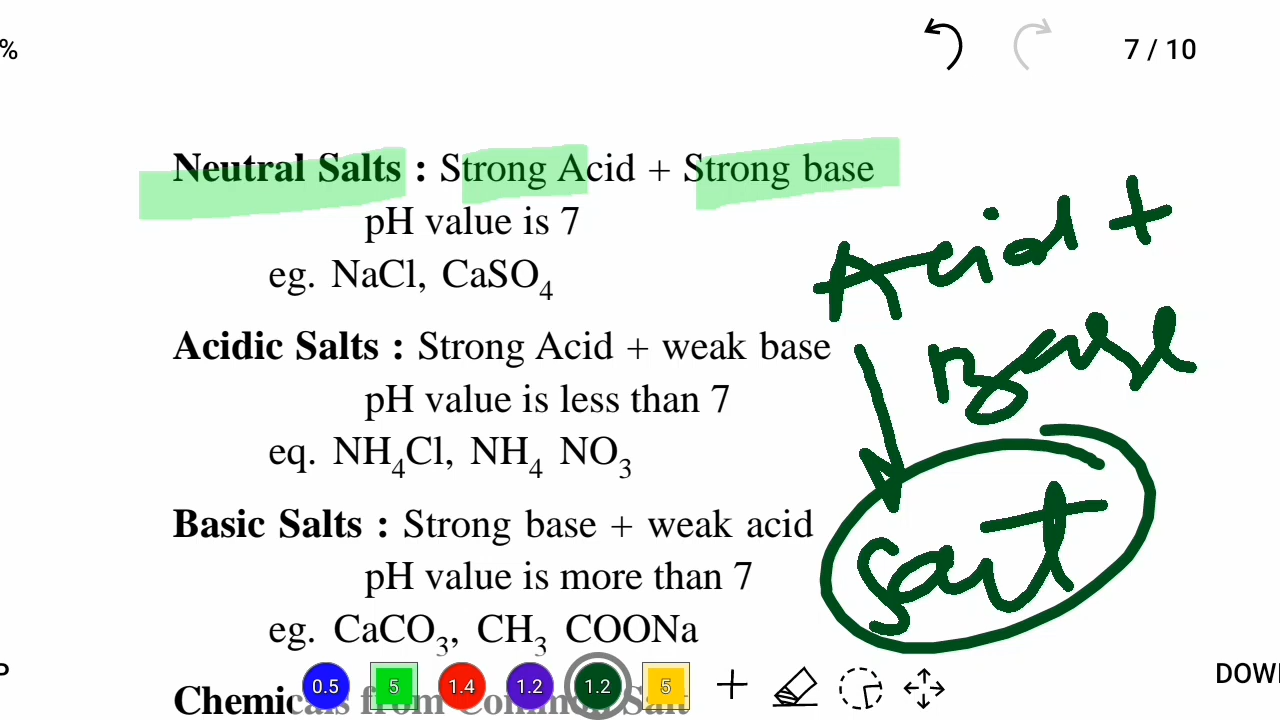 %
7 / 10
Neutral Salts : Strong Acid + Strong base
pH value is 7
eg. NaCl, CaSO₄
Acid +
Base
Acidic Salts : Strong Acid + weak base
pH value is less than 7
eq. NH₄Cl, NH₄ NO₃
Salt
Basic Salts : Strong base + weak acid
pH value is more than 7
eg. CaCO₃, CH₃ COONa
P
0.5 5 1.4 1.2 1.2 5
DOWN
Chemicals from Common Salt